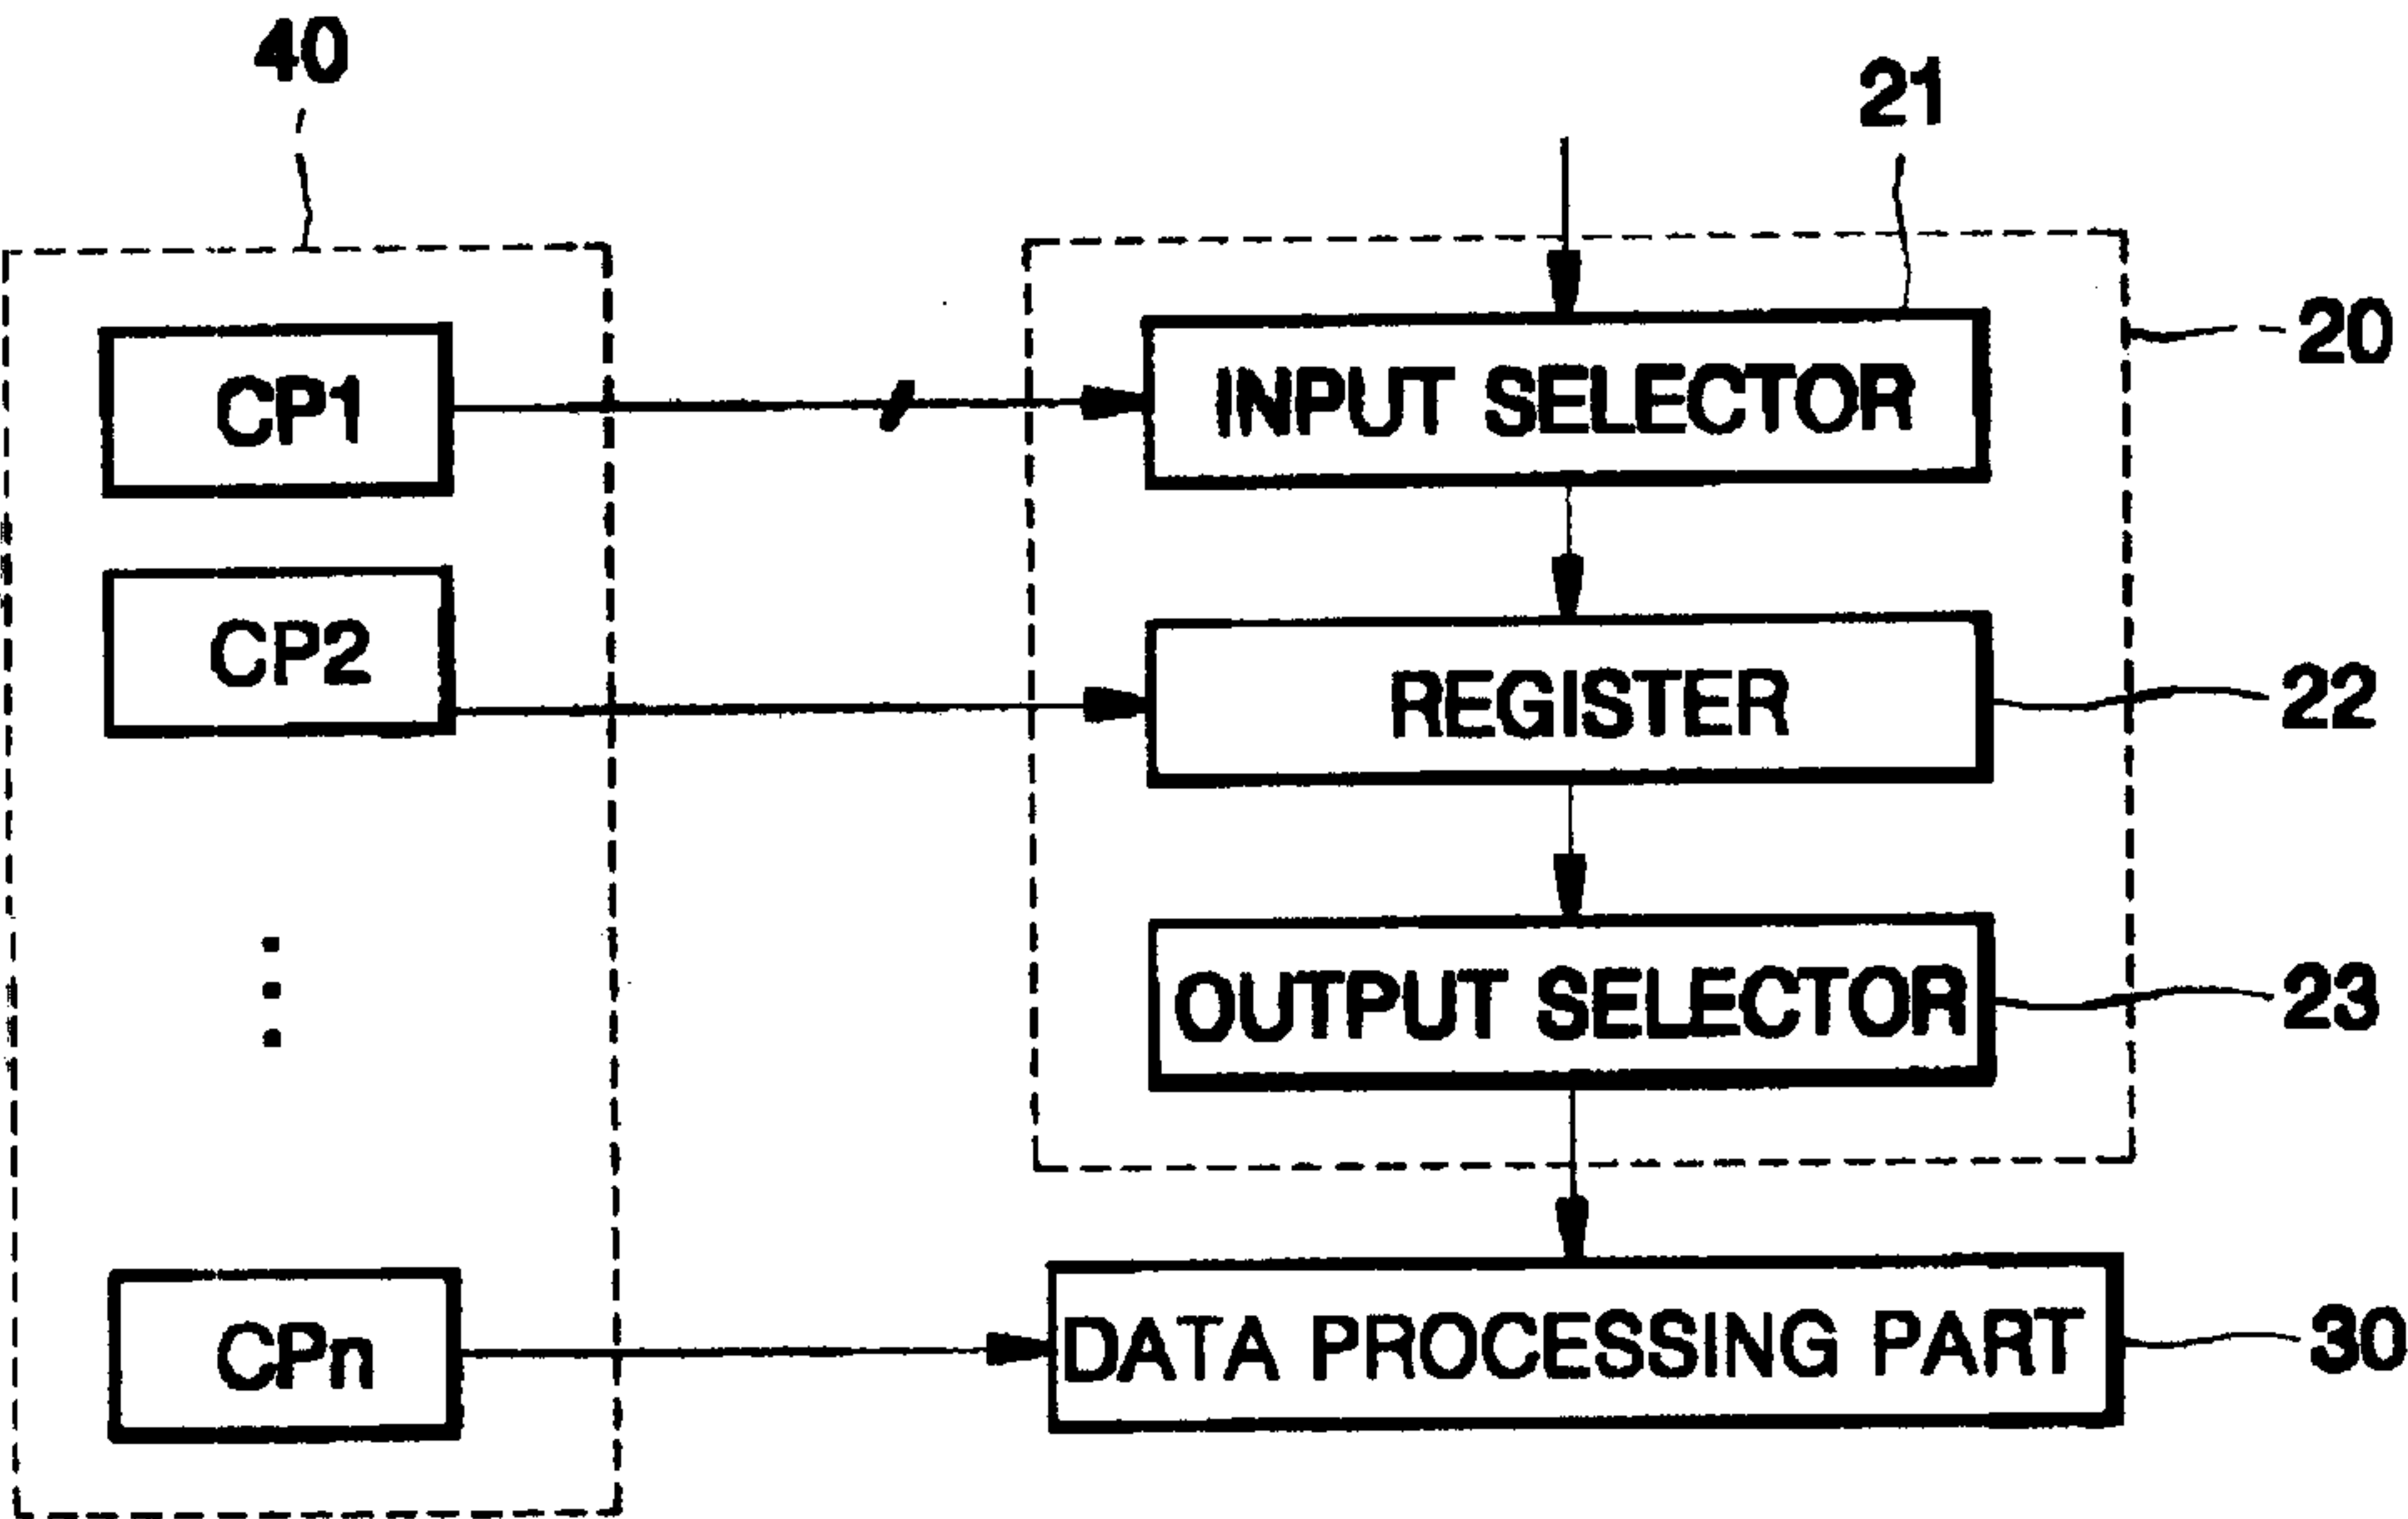 40
21
20
CP1
INPUT SELECTOR
CP2
REGISTER
22
OUTPUT SELECTOR
23
CPn
DATA PROCESSING PART
30